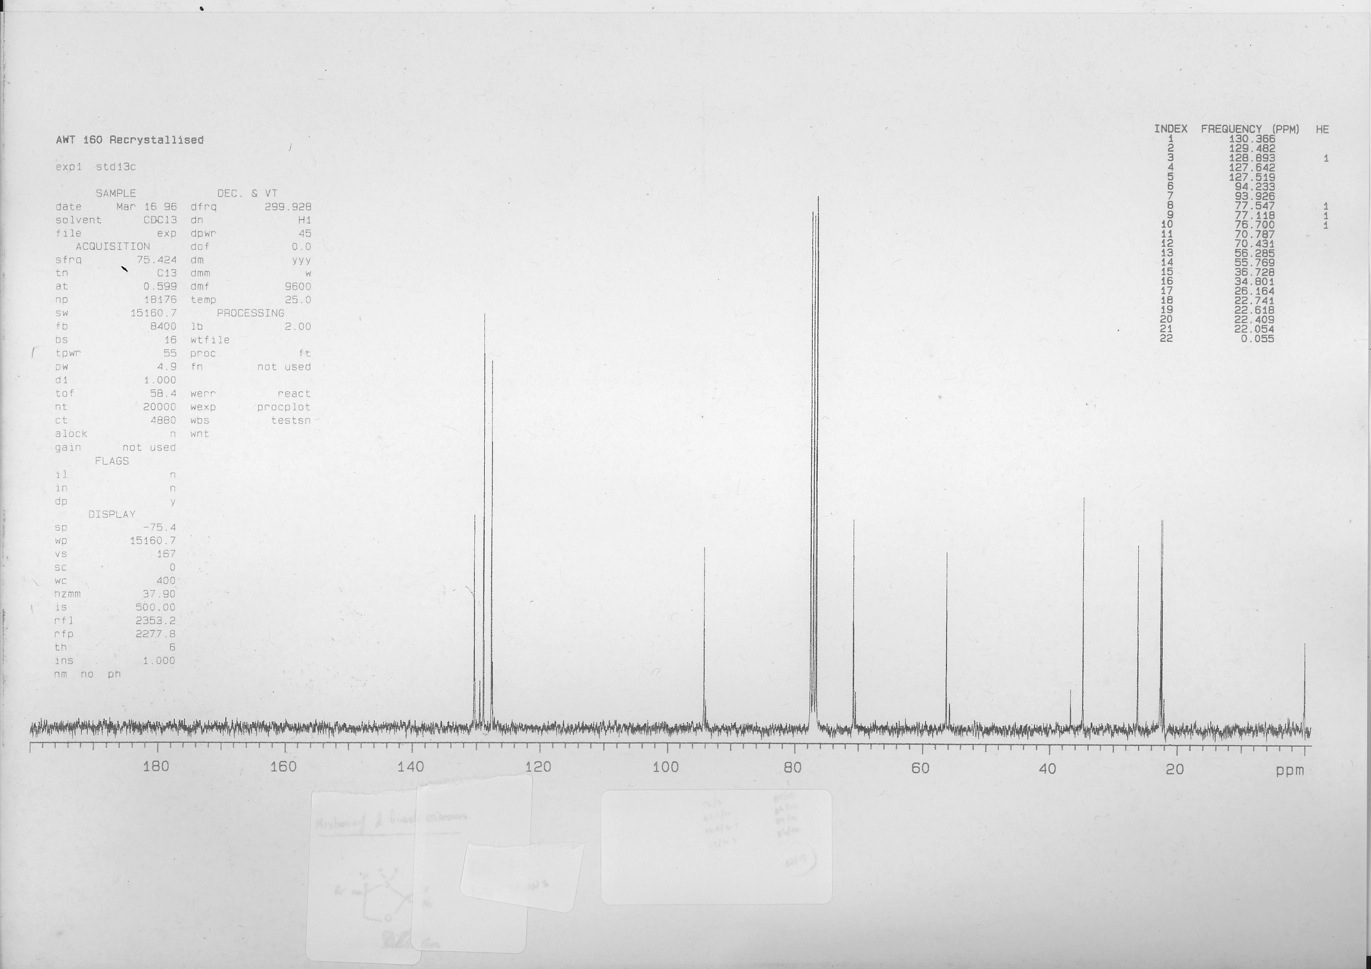 AWT 160 Recrystallised
exp1 std13c
SAMPLE DEC. & VT
date Mar 16 96 dfrq 299.928
solvent CDCl3 dn H1
file exp dpwr 45
ACQUISITION dof 0.0
sfrq 75.424 dm yyy
tn C13 dmm w
at 0.599 dmf 9600
np 18176 temp 25.0
sw 15160.7 PROCESSING
fb 8400 lb 2.00
bs 16 wtfile
tpwr 55 proc ft
pw 4.9 fn not used
d1 1.000
tof 58.4 werr react
nt 20000 wexp procplot
ct 4880 wbs testsn
alock n wnt
gain not used
FLAGS
il n
in n
dp y
DISPLAY
sp -75.4
wp 15160.7
vs 167
sc 0
wc 400
hzmm 37.90
is 500.00
rfl 2353.2
rfp 2277.8
th 6
ins 1.000
nm no ph
INDEX FREQUENCY (PPM) HE
1 130.366
2 129.482
3 128.893 1
4 127.642
5 127.519
6 94.233
7 93.926
8 77.547 1
9 77.118 1
10 76.700 1
11 70.787
12 70.431
13 56.285
14 55.769
15 36.728
16 34.801
17 26.164
18 22.741
19 22.618
20 22.409
21 22.054
22 0.055
180 160 140 120 100 80 60 40 20 ppm